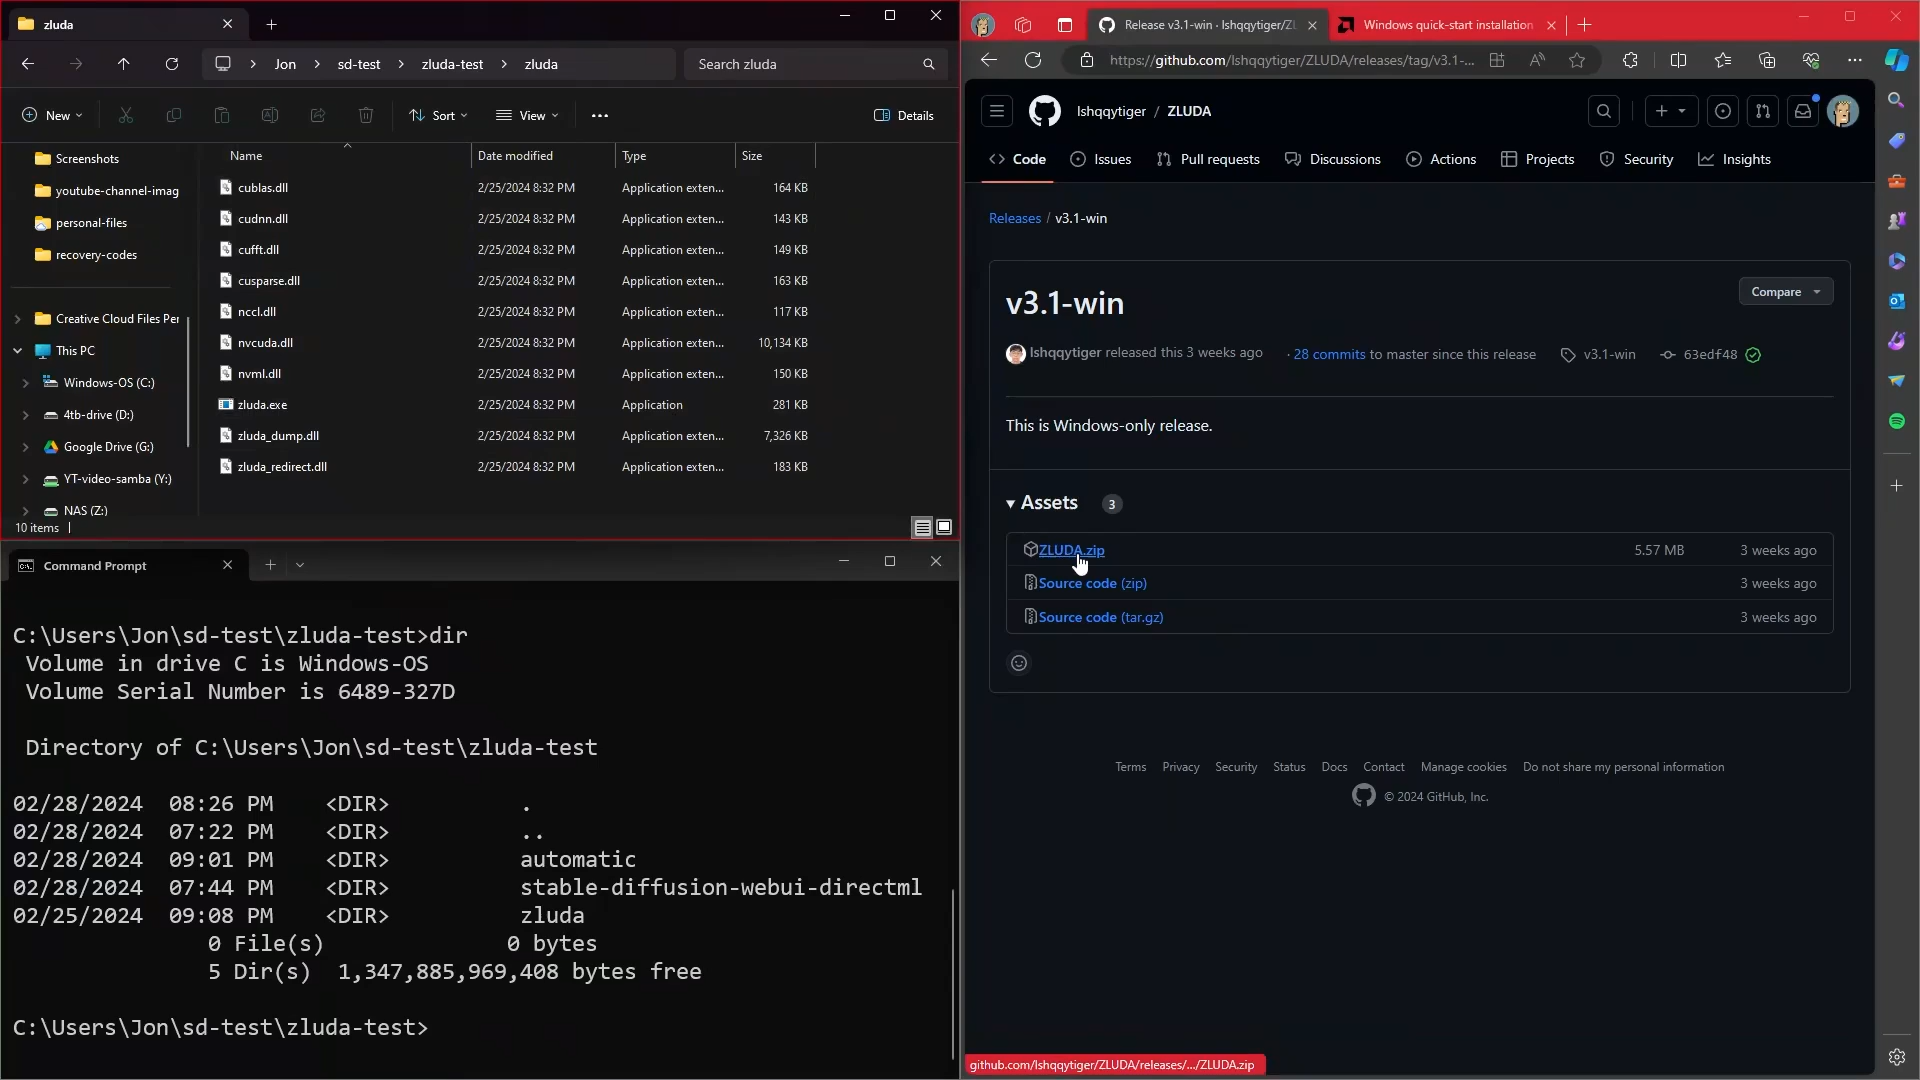 zluda
Jon > sd-test > zluda-test > zluda
Search zluda
New
Sort
View
Details
Screenshots
youtube-channel-imag
personal-files
recovery-codes
Creative Cloud Files Per
This PC
Windows-OS (C:)
4tb-drive (D:)
Google Drive (G:)
YT-video-samba (Y:)
NAS (Z:)
Name Date modified Type Size
cublas.dll 2/25/2024 8:32 PM Application exten... 164 KB
cudnn.dll 2/25/2024 8:32 PM Application exten... 143 KB
cufft.dll 2/25/2024 8:32 PM Application exten... 149 KB
cusparse.dll 2/25/2024 8:32 PM Application exten... 163 KB
nccl.dll 2/25/2024 8:32 PM Application exten... 117 KB
nvcuda.dll 2/25/2024 8:32 PM Application exten... 10,134 KB
nvml.dll 2/25/2024 8:32 PM Application exten... 150 KB
zluda.exe 2/25/2024 8:32 PM Application 281 KB
zluda_dump.dll 2/25/2024 8:32 PM Application exten... 7,326 KB
zluda_redirect.dll 2/25/2024 8:32 PM Application exten... 183 KB
10 items
Command Prompt
C:\Users\Jon\sd-test\zluda-test>dir
Volume in drive C is Windows-OS
Volume Serial Number is 6489-327D
Directory of C:\Users\Jon\sd-test\zluda-test
02/28/2024 08:26 PM <DIR> .
02/28/2024 07:22 PM <DIR> ..
02/28/2024 09:01 PM <DIR> automatic
02/28/2024 07:44 PM <DIR> stable-diffusion-webui-directml
02/25/2024 09:08 PM <DIR> zluda
0 File(s) 0 bytes
5 Dir(s) 1,347,885,969,408 bytes free
C:\Users\Jon\sd-test\zluda-test>
Release v3.1-win · lshqqytiger/ZL
Windows quick-start installation
https://github.com/lshqqytiger/ZLUDA/releases/tag/v3.1-...
lshqqytiger / ZLUDA
Code
Issues
Pull requests
Discussions
Actions
Projects
Security
Insights
Releases / v3.1-win
v3.1-win
Compare
lshqqytiger released this 3 weeks ago · 28 commits to master since this release v3.1-win 63edf48
This is Windows-only release.
Assets 3
ZLUDA.zip 5.57 MB 3 weeks ago
Source code (zip) 3 weeks ago
Source code (tar.gz) 3 weeks ago
Terms Privacy Security Status Docs Contact Manage cookies Do not share my personal information
© 2024 GitHub, Inc.
github.com/lshqqytiger/ZLUDA/releases/.../ZLUDA.zip